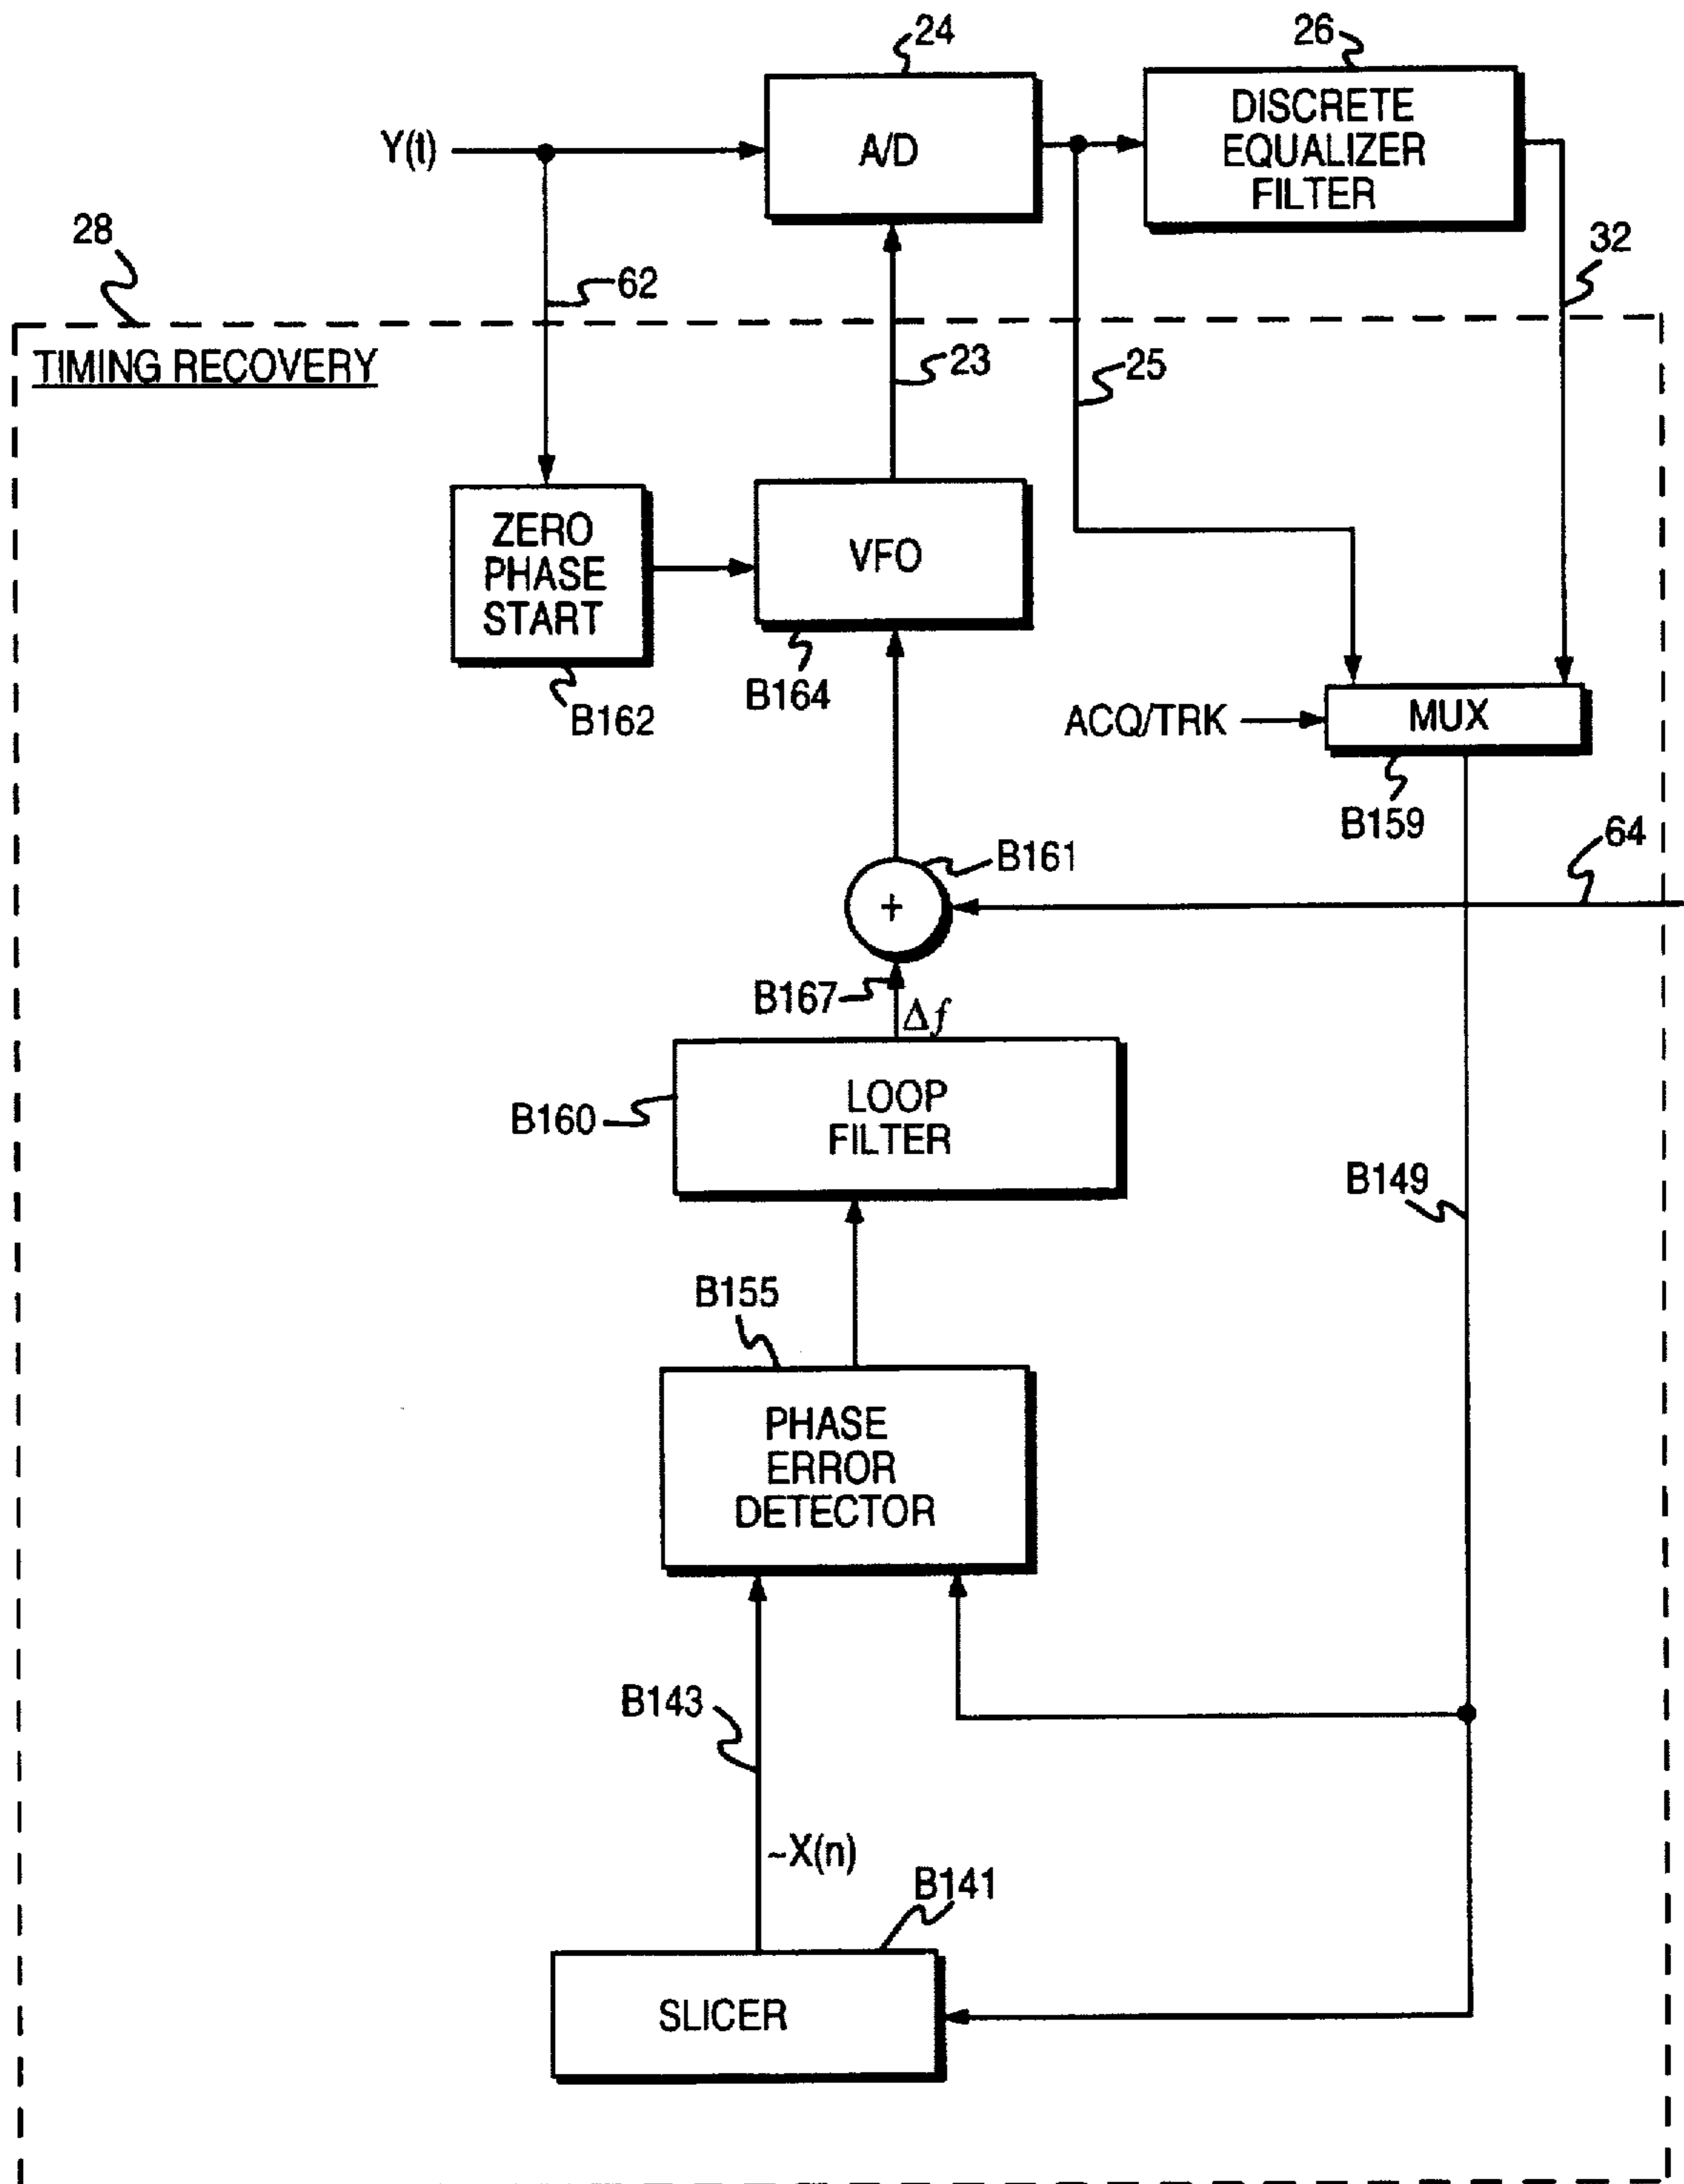 24
26
Y(t)
A/D
DISCRETE
EQUALIZER
FILTER
28
62
32
TIMING RECOVERY
23
25
ZERO
PHASE
START
VFO
B162
B164
ACQ/TRK
MUX
B159
64
B161
+
B167
Δf
B160
LOOP
FILTER
B149
B155
PHASE
ERROR
DETECTOR
B143
~X(n)
B141
SLICER